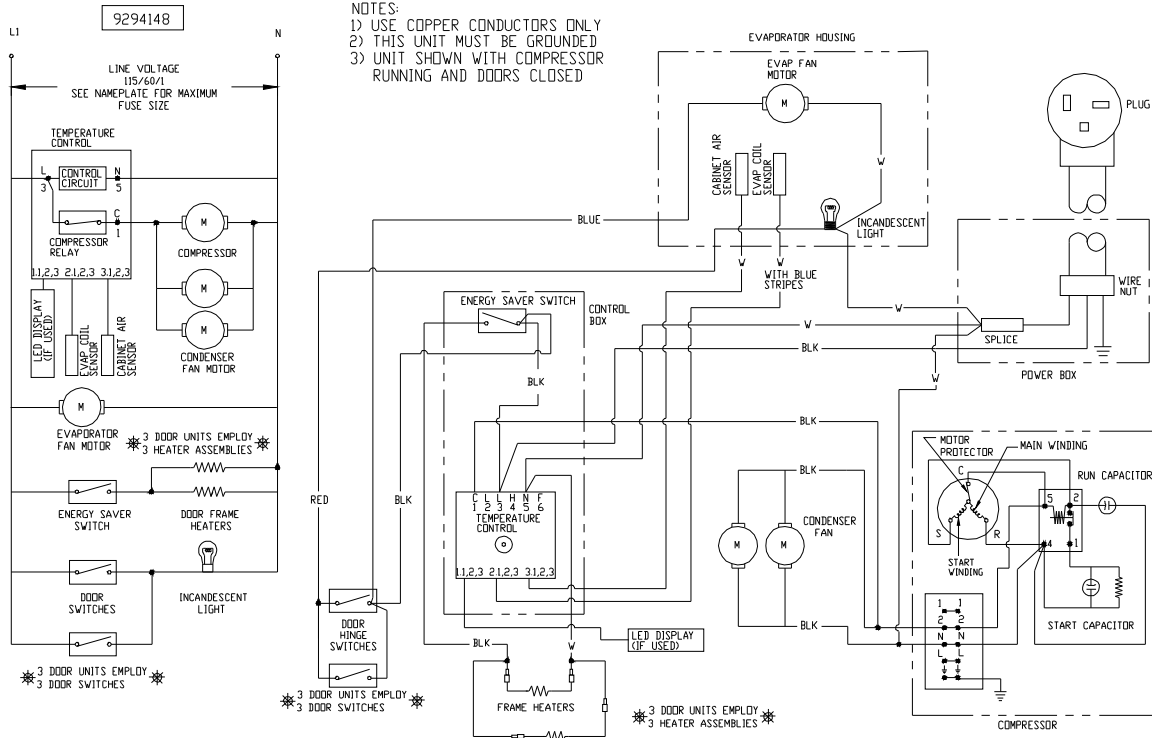 9294148
NOTES:
1) USE COPPER CONDUCTORS ONLY
2) THIS UNIT MUST BE GROUNDED
3) UNIT SHOWN WITH COMPRESSOR
RUNNING AND DOORS CLOSED
L1
N
LINE VOLTAGE
115/60/1
SEE NAMEPLATE FOR MAXIMUM
FUSE SIZE
TEMPERATURE
CONTROL
L
3
CONTROL
CIRCUIT
N
5
C
1
COMPRESSOR
RELAY
1.1,2,3 2.1,2,3 3.1,2,3
M
COMPRESSOR
M
M
CONDENSER
FAN MOTOR
LED DISPLAY
(IF USED)
EVAP COIL
SENSOR
CABINET AIR
SENSOR
M
EVAPORATOR
FAN MOTOR
3 DOOR UNITS EMPLOY
3 HEATER ASSEMBLIES
ENERGY SAVER
SWITCH
DOOR FRAME
HEATERS
DOOR
SWITCHES
INCANDESCENT
LIGHT
3 DOOR UNITS EMPLOY
3 DOOR SWITCHES
EVAPORATOR HOUSING
EVAP FAN
MOTOR
M
CABINET AIR
SENSOR
EVAP COIL
SENSOR
W
BLUE
INCANDESCENT
LIGHT
W
W
WITH BLUE
STRIPES
PLUG
WIRE
NUT
SPLICE
POWER BOX
W
W
BLK
W
ENERGY SAVER SWITCH
CONTROL
BOX
BLK
BLK
RED
BLK
C L L H N F
1 2 3 4 5 6
TEMPERATURE
CONTROL
1.1,2,3 2.1,2,3 3.1,2,3
DOOR
HINGE
SWITCHES
3 DOOR UNITS EMPLOY
3 DOOR SWITCHES
BLK
W
LED DISPLAY
(IF USED)
FRAME HEATERS
3 DOOR UNITS EMPLOY
3 HEATER ASSEMBLIES
BLK
M
M
CONDENSER
FAN
BLK
MOTOR
PROTECTOR
MAIN WINDING
C
S
R
START
WINDING
RUN CAPACITOR
5
2
4
1
START CAPACITOR
1 1
2 2
N N
L L
COMPRESSOR